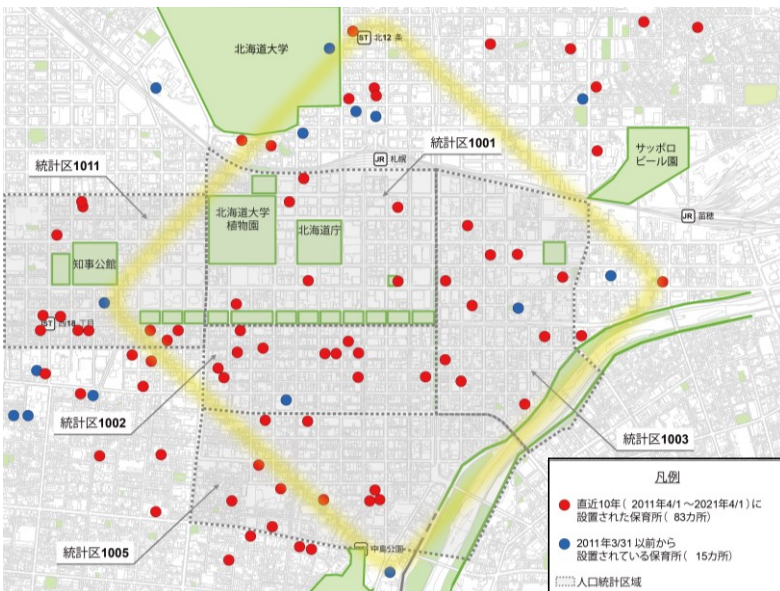 北海道大学
ST 北12 条
統計区1001
JR 札幌
サッポロ
ビール園
統計区1011
北海道大学
植物園
北海道庁
JR 苗穂
知事公館
ST 西18 丁目
統計区1002
統計区1003
統計区1005
中島公園
凡例
直近10年( 2011年4/1 ～2021年4/1)に
設置された保育所( 83カ所)
2011年3/31 以前から
設置されている保育所( 15カ所)
人口統計区域